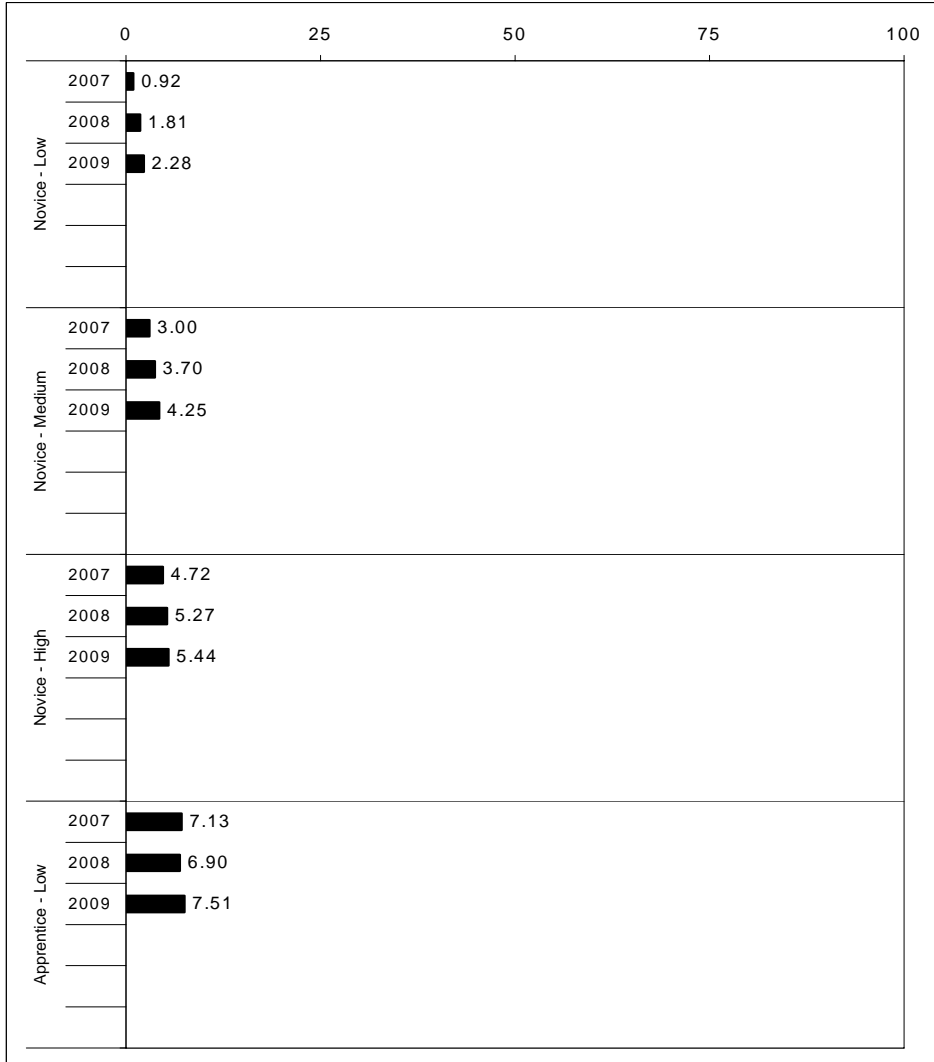 0 25 50 75 100
Novice - Low
2007 0.92
2008 1.81
2009 2.28
Novice - Medium
2007 3.00
2008 3.70
2009 4.25
Novice - High
2007 4.72
2008 5.27
2009 5.44
Apprentice - Low
2007 7.13
2008 6.90
2009 7.51